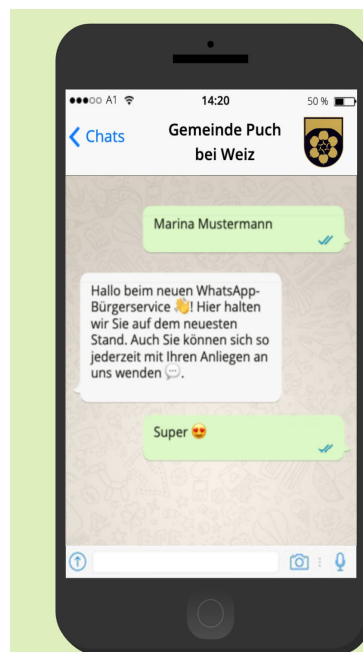 A1 14:20 50 %
Chats Gemeinde Puch
bei Weiz
Marina Mustermann
Hallo beim neuen WhatsApp-
Bürgerservice 👋! Hier halten
wir Sie auf dem neuesten
Stand. Auch Sie können sich so
jederzeit mit Ihren Anliegen an
uns wenden 💬.
Super 😍